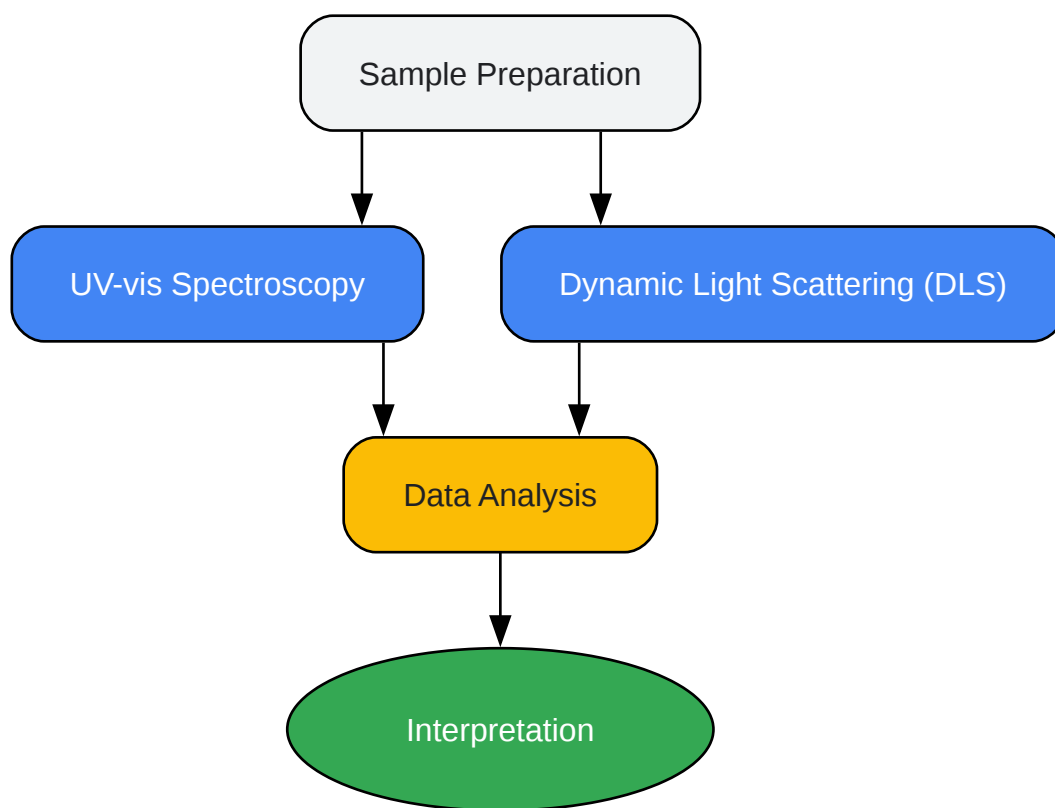 Sample Preparation
UV-vis Spectroscopy
Dynamic Light Scattering (DLS)
Data Analysis
Interpretation